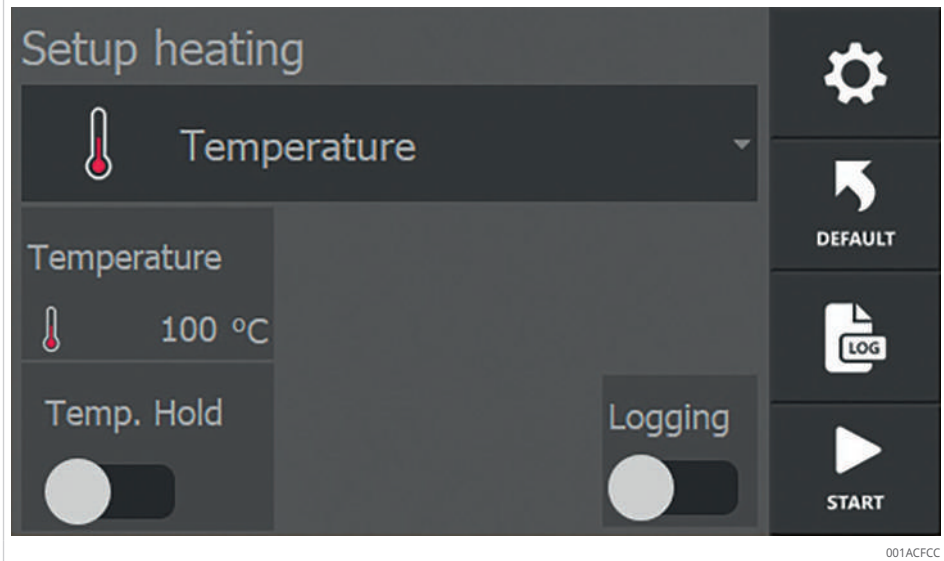 Setup heating
Temperature
Temperature
100 °C
Temp. Hold
Logging
DEFAULT
LOG
START
001ACFCC